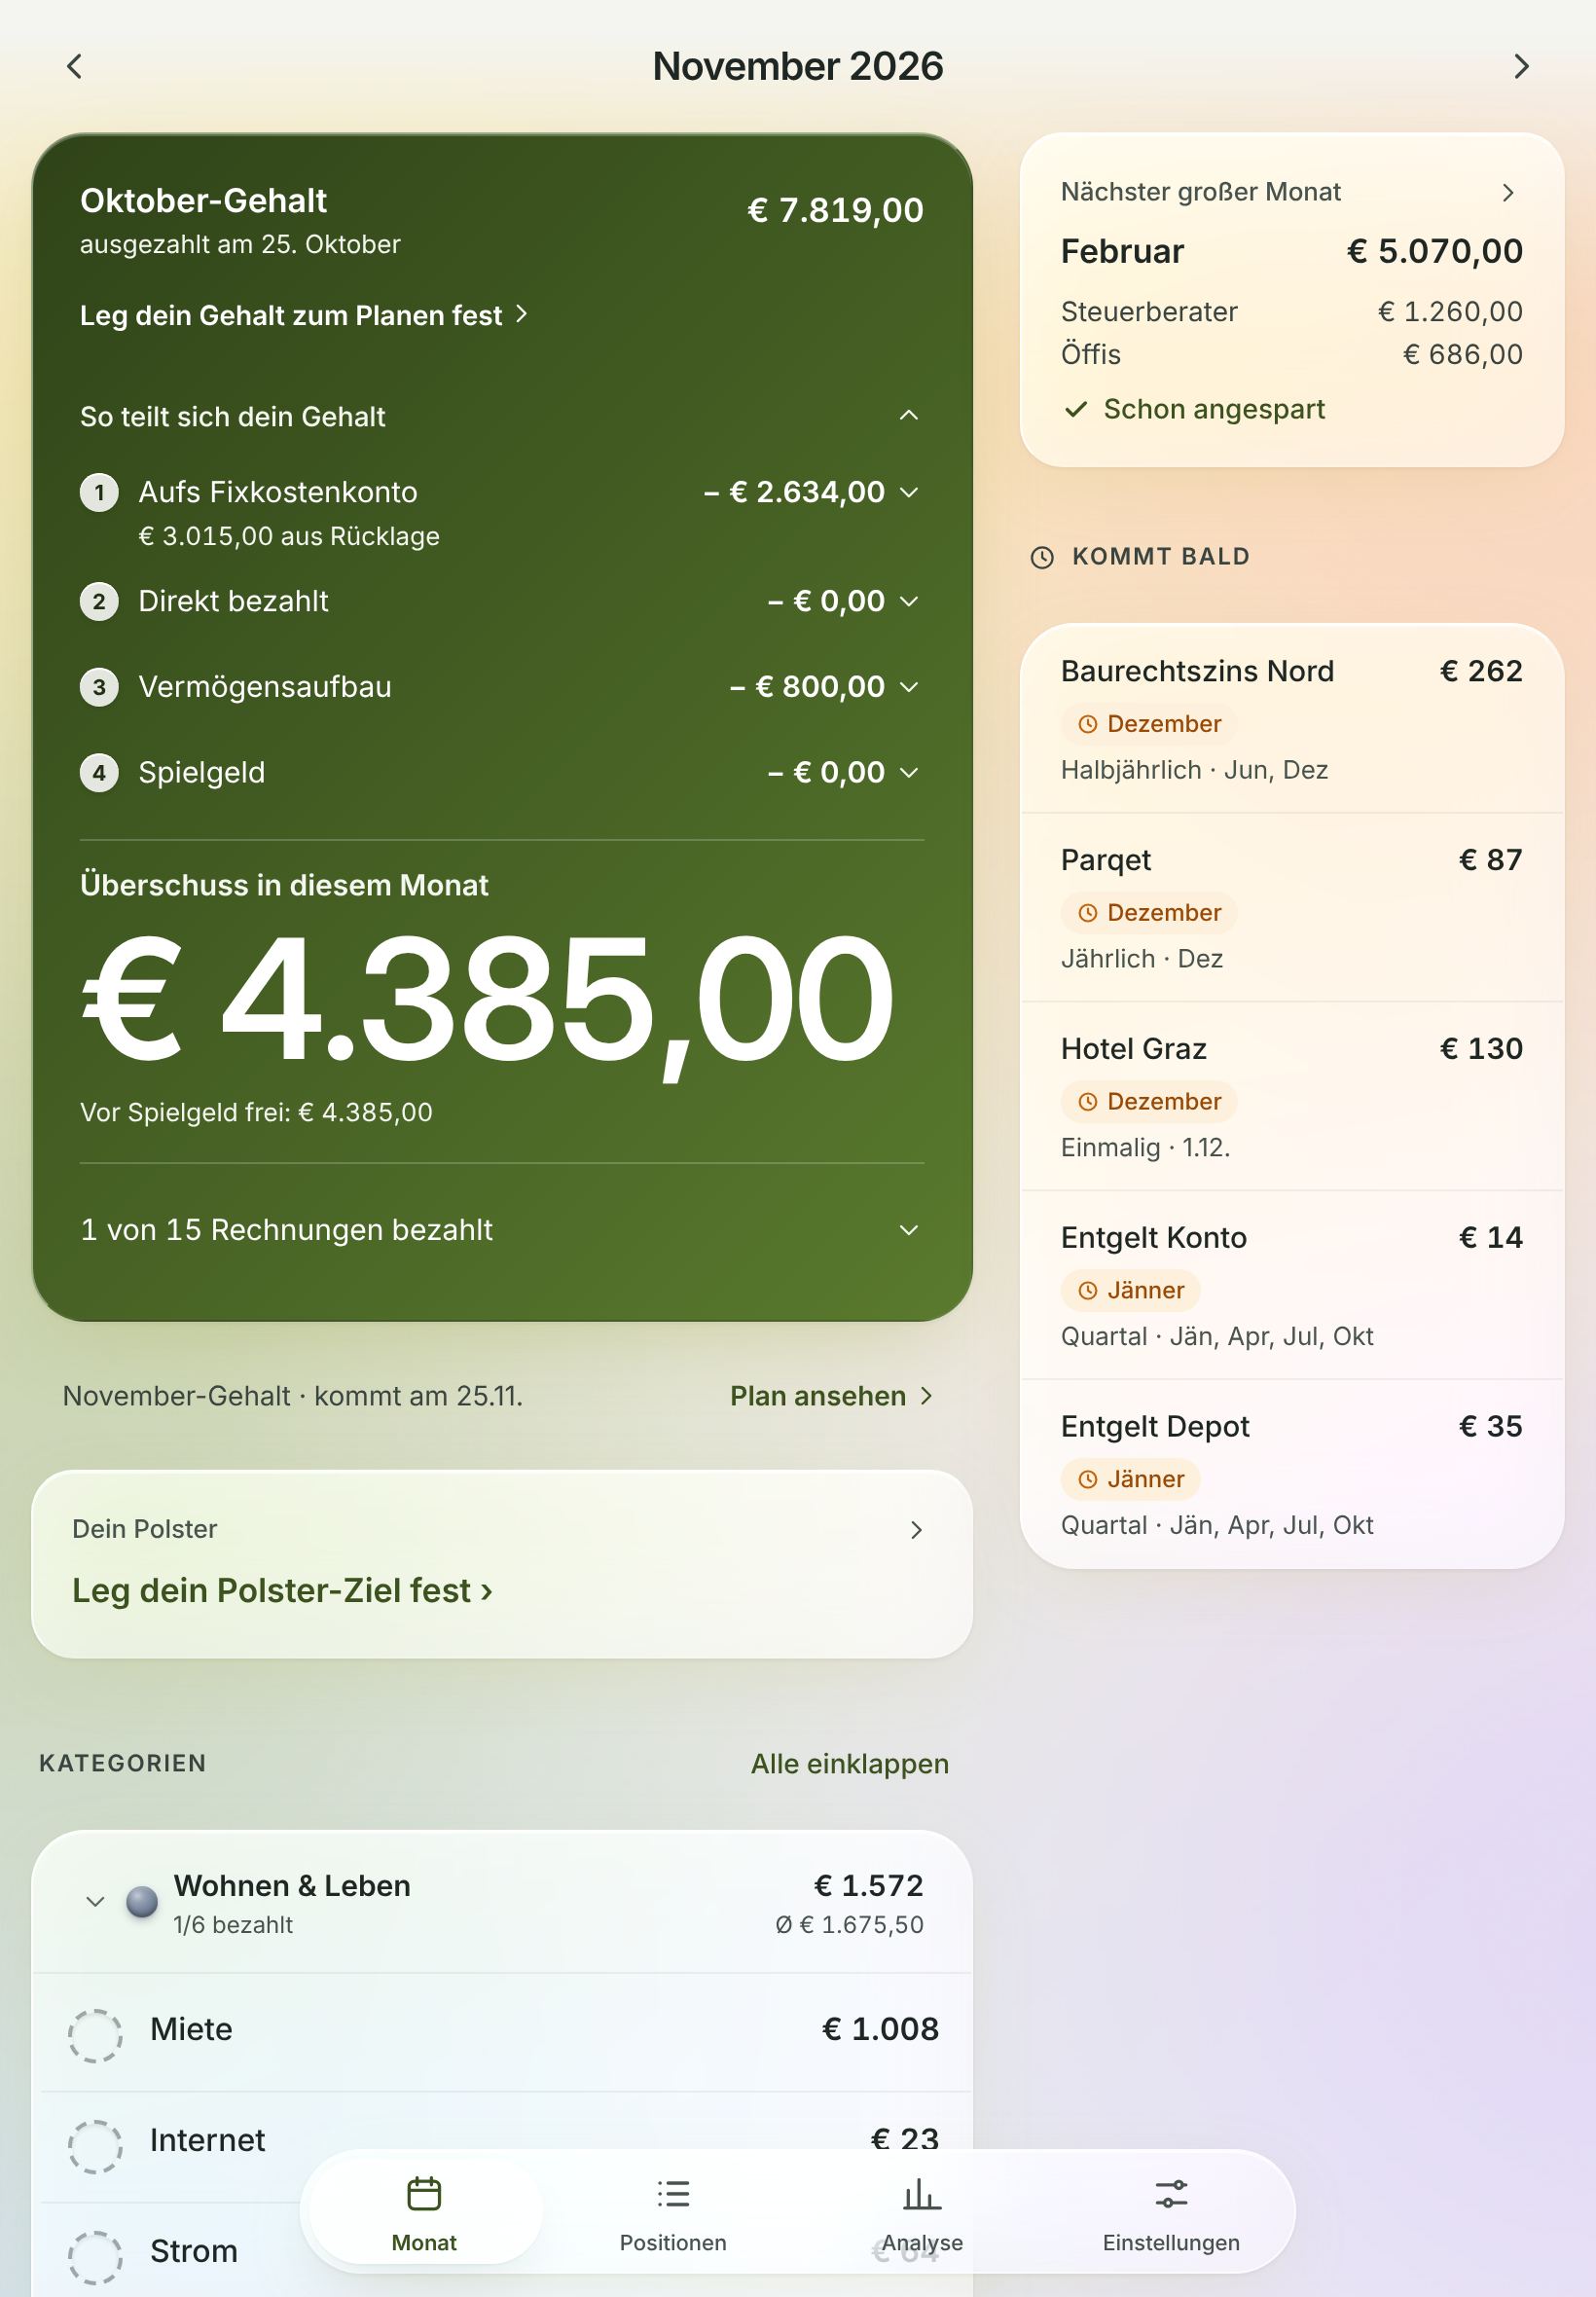 November 2026
Oktober-Gehalt
€ 7.819,00
ausgezahlt am 25. Oktober
Leg dein Gehalt zum Planen fest
So teilt sich dein Gehalt
1 Aufs Fixkostenkonto – € 2.634,00
€ 3.015,00 aus Rücklage
2 Direkt bezahlt – € 0,00
3 Vermögensaufbau – € 800,00
4 Spielgeld – € 0,00
Überschuss in diesem Monat
€ 4.385,00
Vor Spielgeld frei: € 4.385,00
1 von 15 Rechnungen bezahlt
November-Gehalt · kommt am 25.11.
Plan ansehen
Dein Polster
Leg dein Polster-Ziel fest ›
KATEGORIEN
Alle einklappen
Wohnen & Leben € 1.572
1/6 bezahlt Ø € 1.675,50
Miete € 1.008
Internet € 23
Strom € 64
Nächster großer Monat
Februar € 5.070,00
Steuerberater € 1.260,00
Öffis € 686,00
Schon angespart
KOMMT BALD
Baurechtszins Nord € 262
Dezember
Halbjährlich · Jun, Dez
Parqet € 87
Dezember
Jährlich · Dez
Hotel Graz € 130
Dezember
Einmalig · 1.12.
Entgelt Konto € 14
Jänner
Quartal · Jän, Apr, Jul, Okt
Entgelt Depot € 35
Jänner
Quartal · Jän, Apr, Jul, Okt
Monat
Positionen
Analyse
Einstellungen